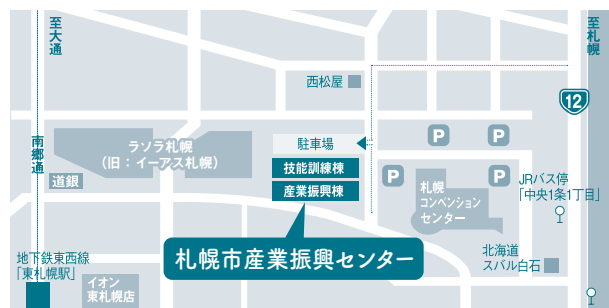 至大通
至札幌
西松屋
12
南郷通
ラソラ札幌
（旧：イーアス札幌）
道銀
駐車場
技能訓練棟
産業振興棟
P
P
P
P
札幌
コンベンション
センター
JRバス停
「中央1条1丁目」
札幌市産業振興センター
北海道
スバル白石
地下鉄東西線
「東札幌駅」
イオン
東札幌店